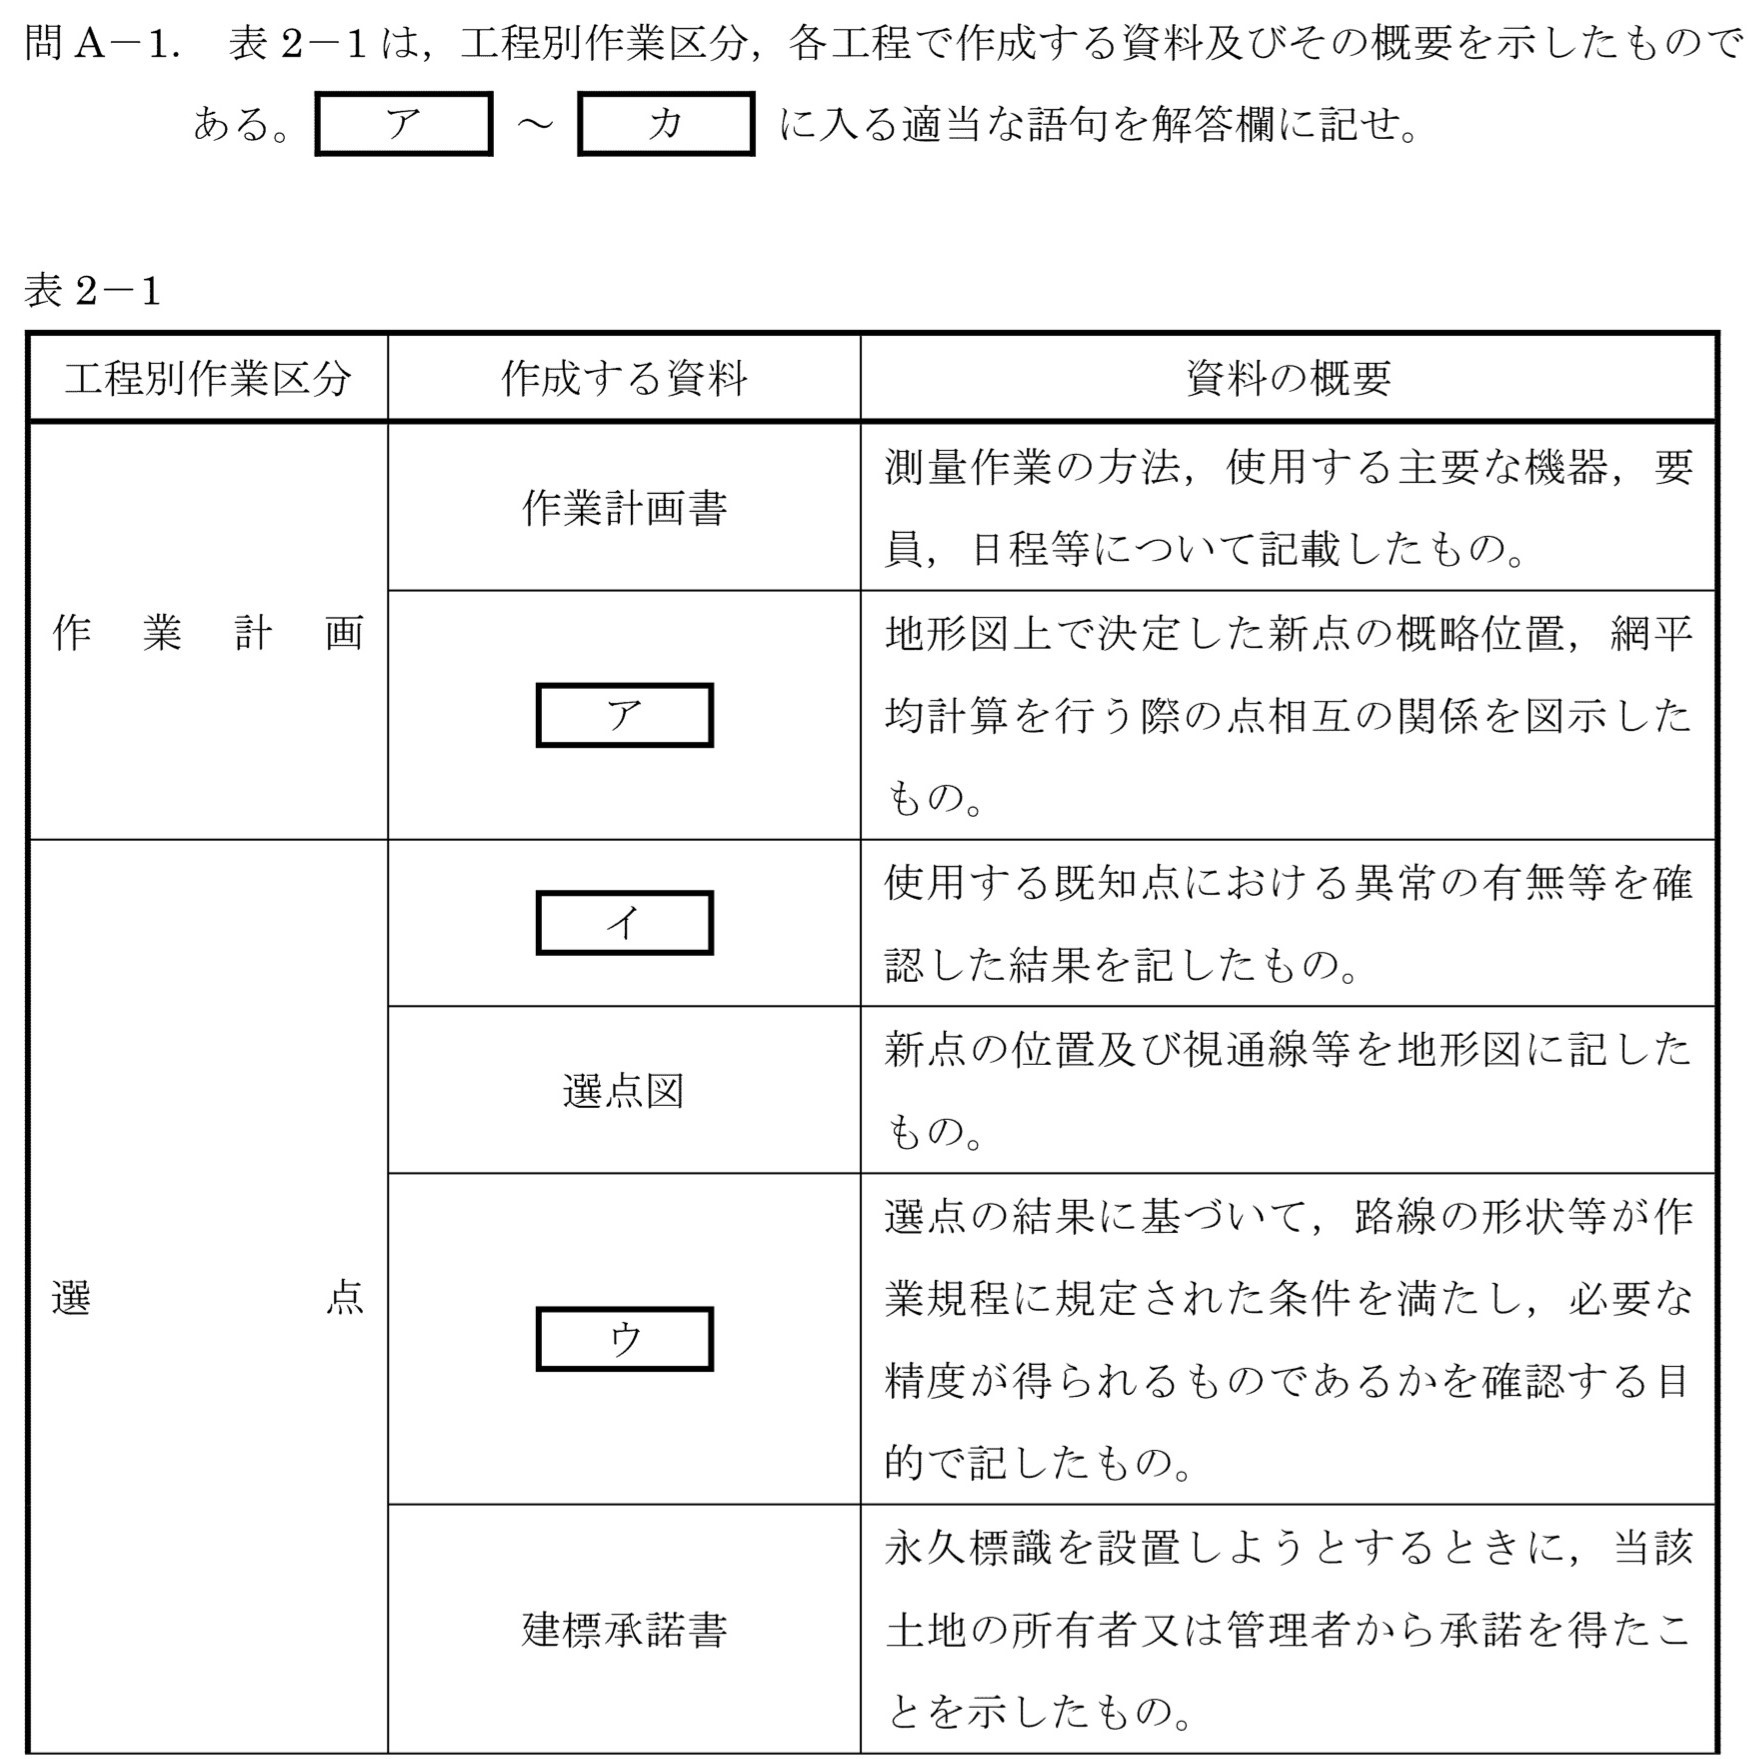 問A－1． 表2－1は，工程別作業区分，各工程で作成する資料及びその概要を示したもので
ある。 ア ～ カ に入る適当な語句を解答欄に記せ。
表2－1
工程別作業区分 作成する資料 資料の概要
作業計画
作業計画書
測量作業の方法，使用する主要な機器，要
員，日程等について記載したもの。
ア
地形図上で決定した新点の概略位置，網平
均計算を行う際の点相互の関係を図示した
もの。
選点
イ
使用する既知点における異常の有無等を確
認した結果を記したもの。
選点図
新点の位置及び視通線等を地形図に記した
もの。
ウ
選点の結果に基づいて，路線の形状等が作
業規程に規定された条件を満たし，必要な
精度が得られるものであるかを確認する目
的で記したもの。
建標承諾書
永久標識を設置しようとするときに，当該
土地の所有者又は管理者から承諾を得たこ
とを示したもの。